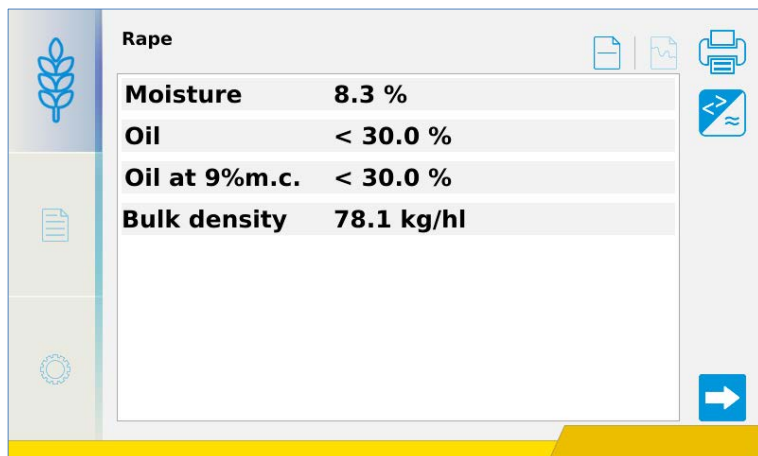 Rape
Moisture 8.3 %
Oil < 30.0 %
Oil at 9%m.c. < 30.0 %
Bulk density 78.1 kg/hl